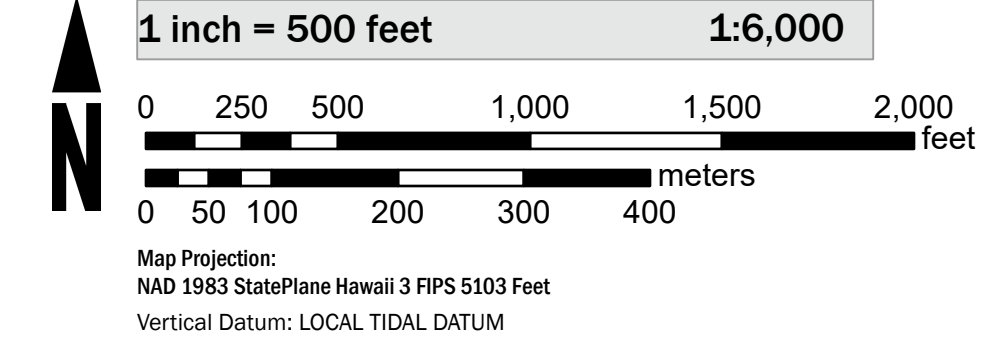 1 inch = 500 feet 1:6,000
0 250 500 1,000 1,500 2,000
feet
meters
0 50 100 200 300 400
N
Map Projection:
NAD 1983 StatePlane Hawaii 3 FIPS 5103 Feet
Vertical Datum: LOCAL TIDAL DATUM